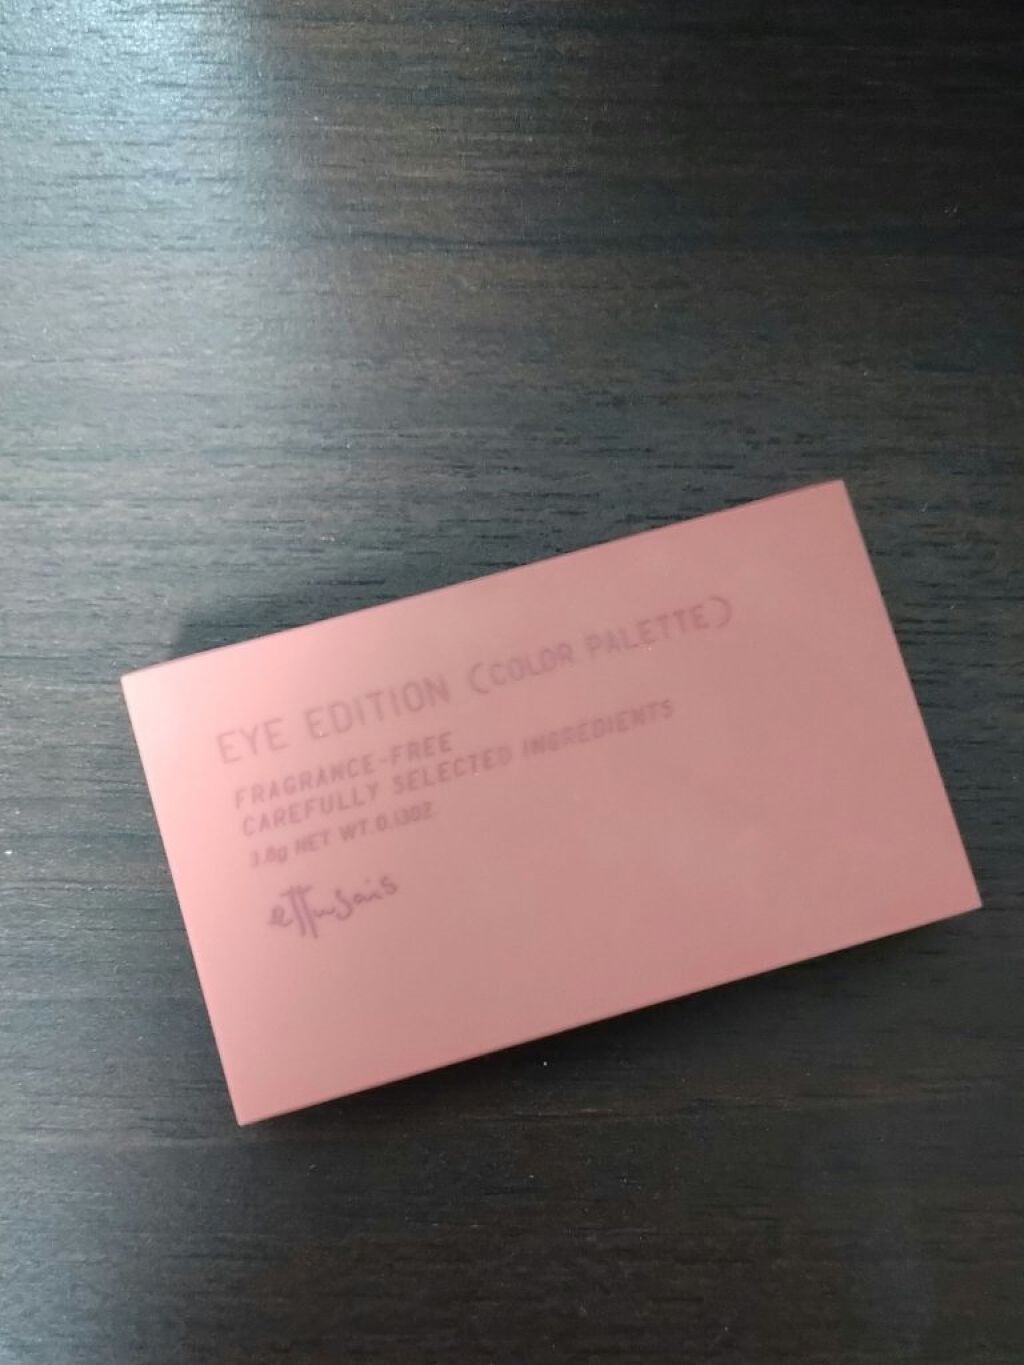 EYE EDITION (COLOR PALETTE)
FRAGRANCE-FREE
CAREFULLY SELECTED INGREDIENTS
3.8g NET WT.0.13OZ.
ettusais